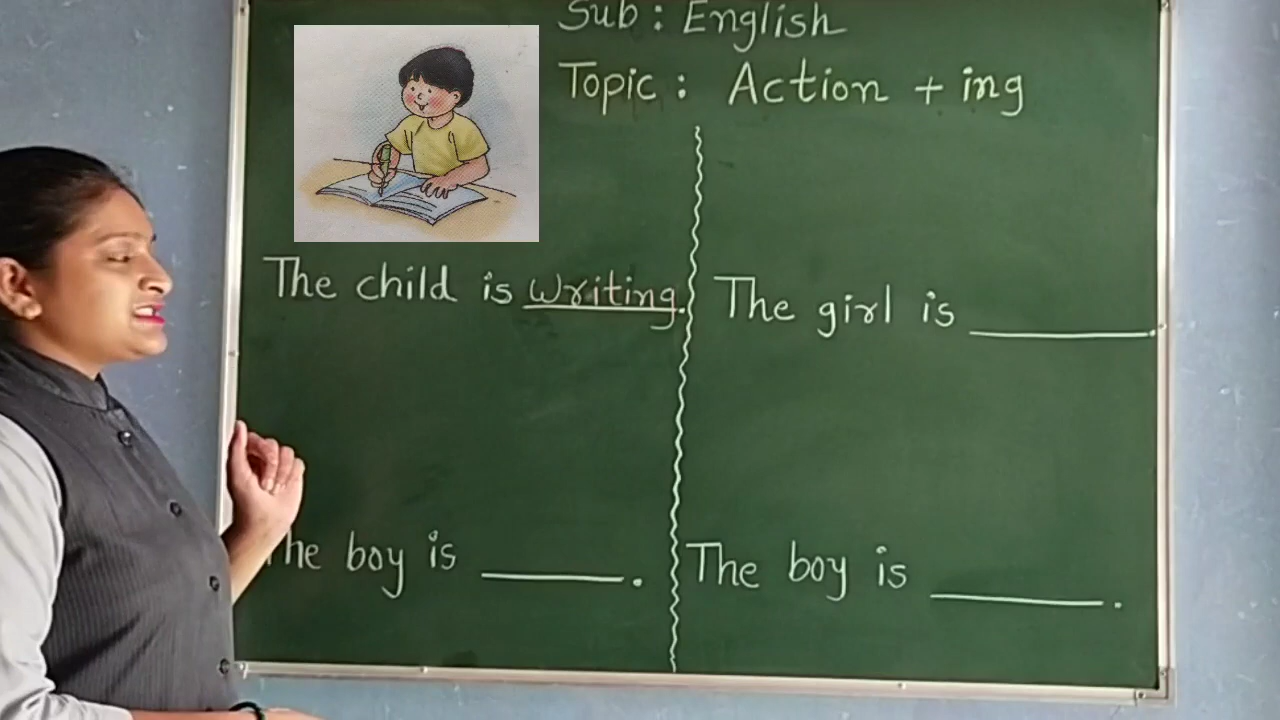 Sub : English
Topic : Action + ing
The child is writing.
The girl is ______.
The boy is ______.
The boy is ______.